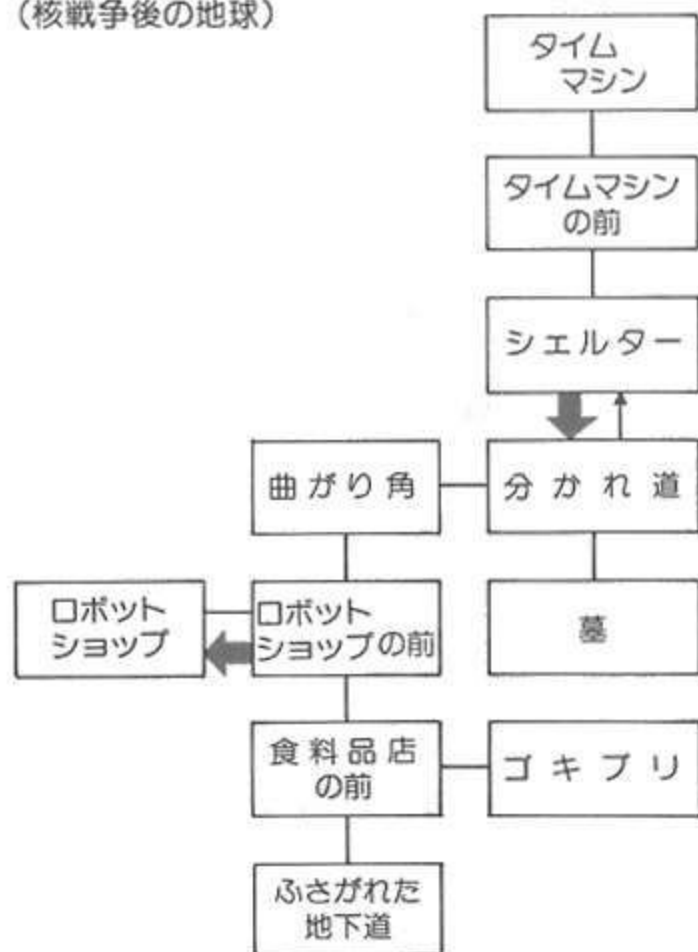 （核戦争後の地球）
タイム
マシン
タイムマシン
の前
シェルター
曲がり角
分かれ道
ロボット
ショップ
ロボット
ショップの前
墓
食料品店
の前
ゴキブリ
ふさがれた
地下道